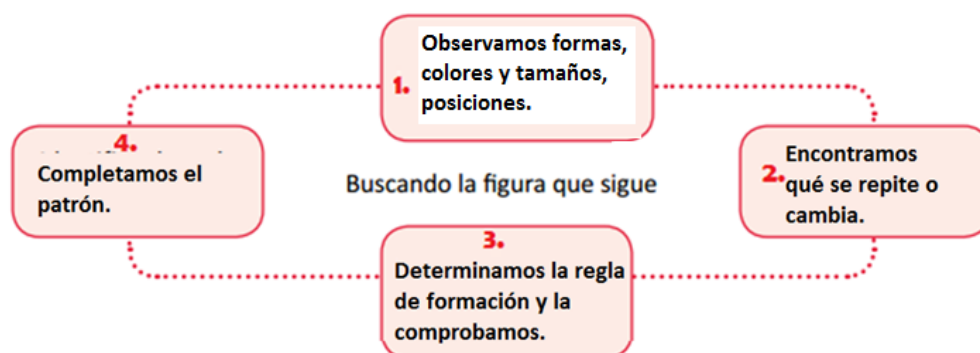 Observamos formas,
1. colores y tamaños,
posiciones.
Encontramos
2. qué se repite o
cambia.
Buscando la figura que sigue
3.
Determinamos la regla
de formación y la
comprobamos.
4.
Completamos el
patrón.